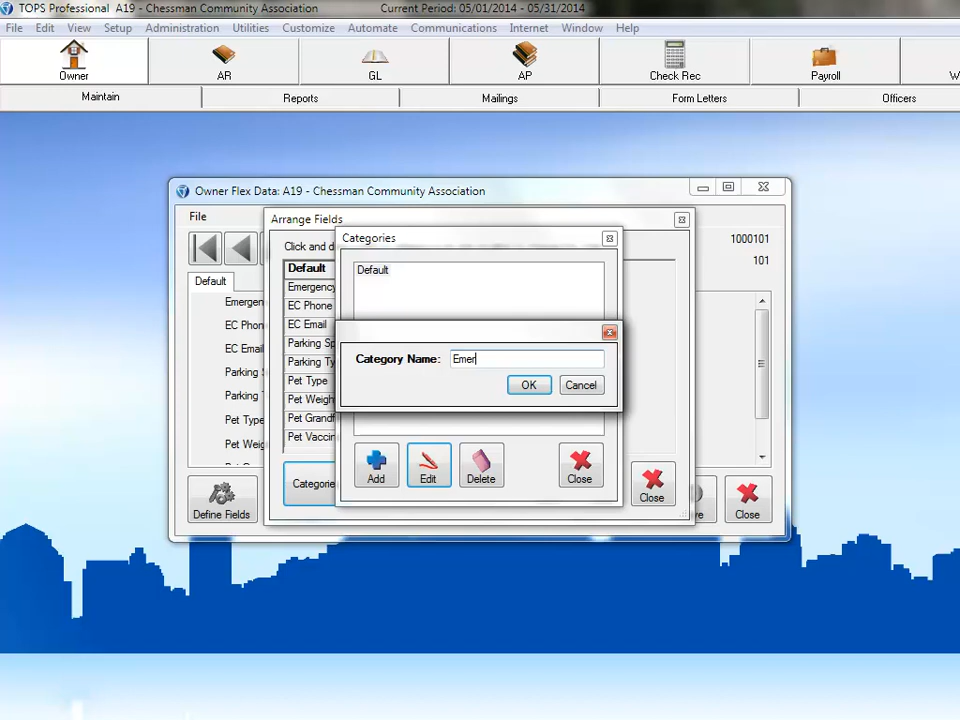 TOPS Professional A19 - Chessman Community Association Current Period: 05/01/2014 - 05/31/2014
File Edit View Setup Administration Utilities Customize Automate Communications Internet Window Help
Owner AR GL AP Check Rec Payroll W
Maintain Reports Mailings Form Letters Officers
Owner Flex Data: A19 - Chessman Community Association
File
Arrange Fields
Categories
1000101
Click and d
101
Default
Default
Default
Emergen
Emergency
EC Phon
EC Phone
EC Email
EC Email
Parking
Parking Sp
Parking T
Parking Ty
Pet Type
Pet Type
Pet Weig
Pet Weight
Pet Grandf
Pet Vaccin
Category Name: Emer
OK Cancel
Add Edit Delete Close
Categorie
Close
Define Fields
re
Close